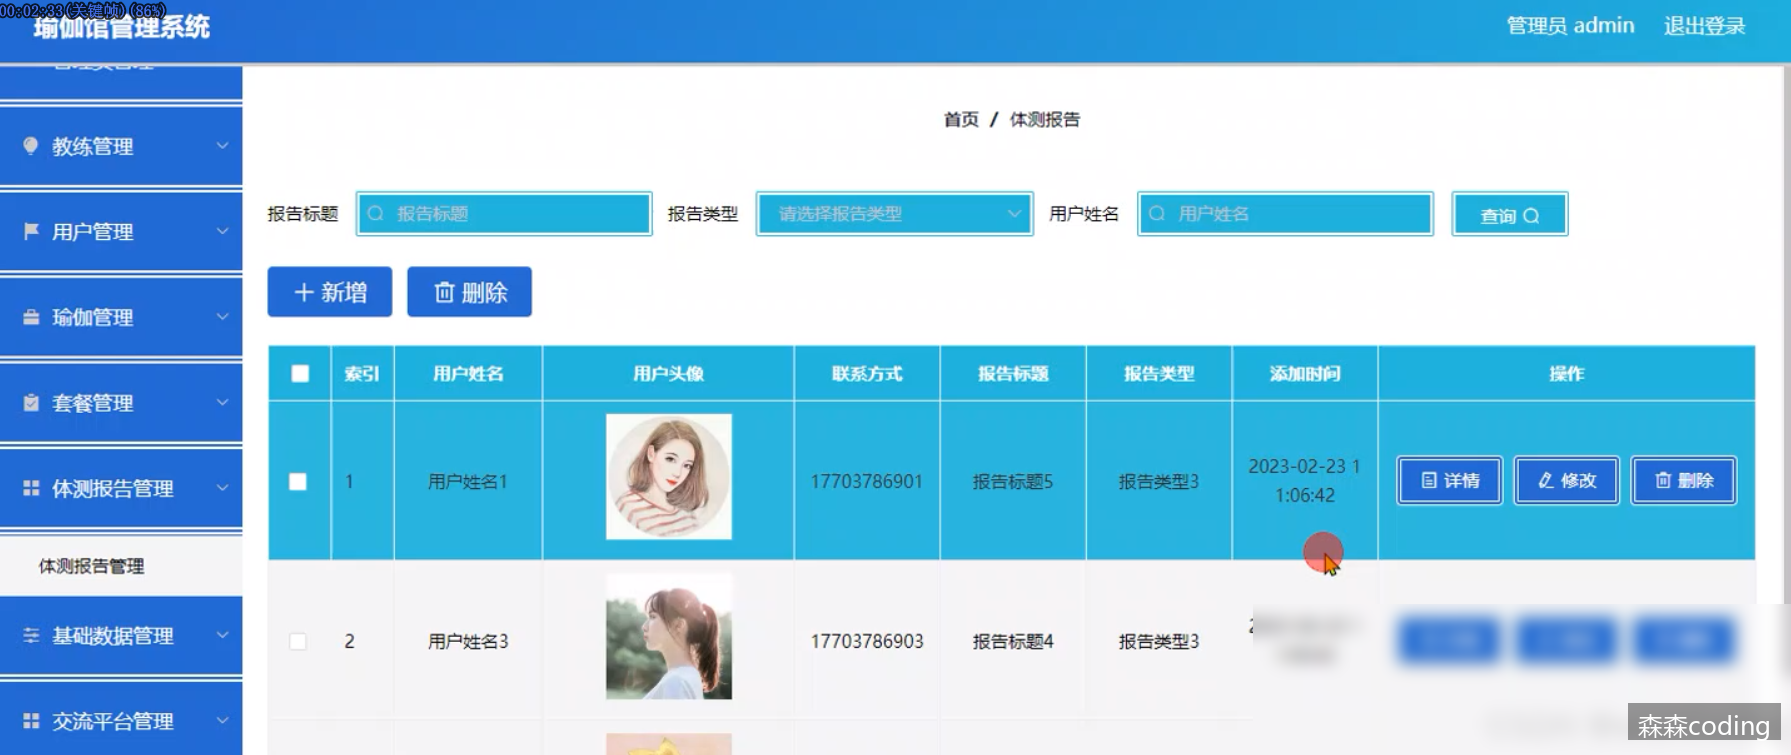 00:02:33(关键帧)(86%)
瑜伽馆管理系统
管理员 admin 退出登录
管理员管理
首页 / 体测报告
教练管理
用户管理
瑜伽管理
套餐管理
体测报告管理
体测报告管理
基础数据管理
交流平台管理
报告标题 报告标题 报告类型 请选择报告类型 用户姓名 用户姓名 查询
新增 删除
索引 用户姓名 用户头像 联系方式 报告标题 报告类型 添加时间 操作
1 用户姓名1 17703786901 报告标题5 报告类型3 2023-02-23 1
1:06:42 详情 修改 删除
2 用户姓名3 17703786903 报告标题4 报告类型3
森森coding